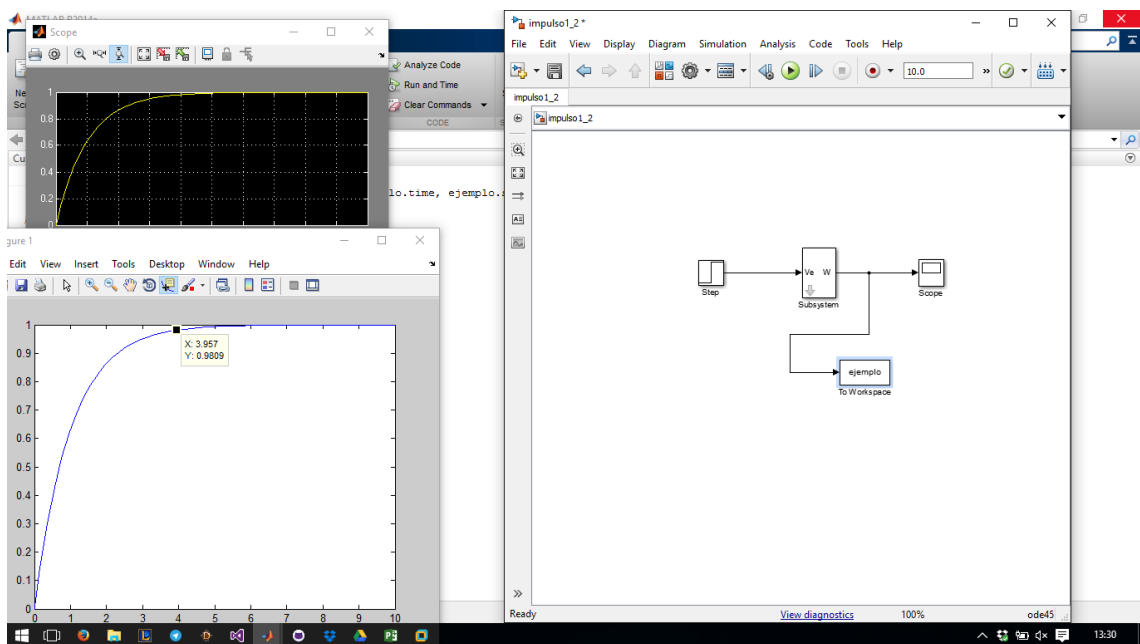 MATLAB R2014a
Scope
1
0.8
0.6
0.4
0.2
0
Analyze Code
Run and Time
Clear Commands
CODE
lo.time, ejemplo.s
gure 1
Edit View Insert Tools Desktop Window Help
1
0.9
0.8
0.7
0.6
0.5
0.4
0.3
0.2
0.1
0
0 1 2 3 4 5 6 7 8 9 10
X: 3.957
Y: 0.9809
impulso1_2 *
File Edit View Display Diagram Simulation Analysis Code Tools Help
10.0
impulso1_2
impulso1_2
Step
Ve W
Subsystem
Scope
ejemplo
To Workspace
Ready View diagnostics 100% ode45
13:30